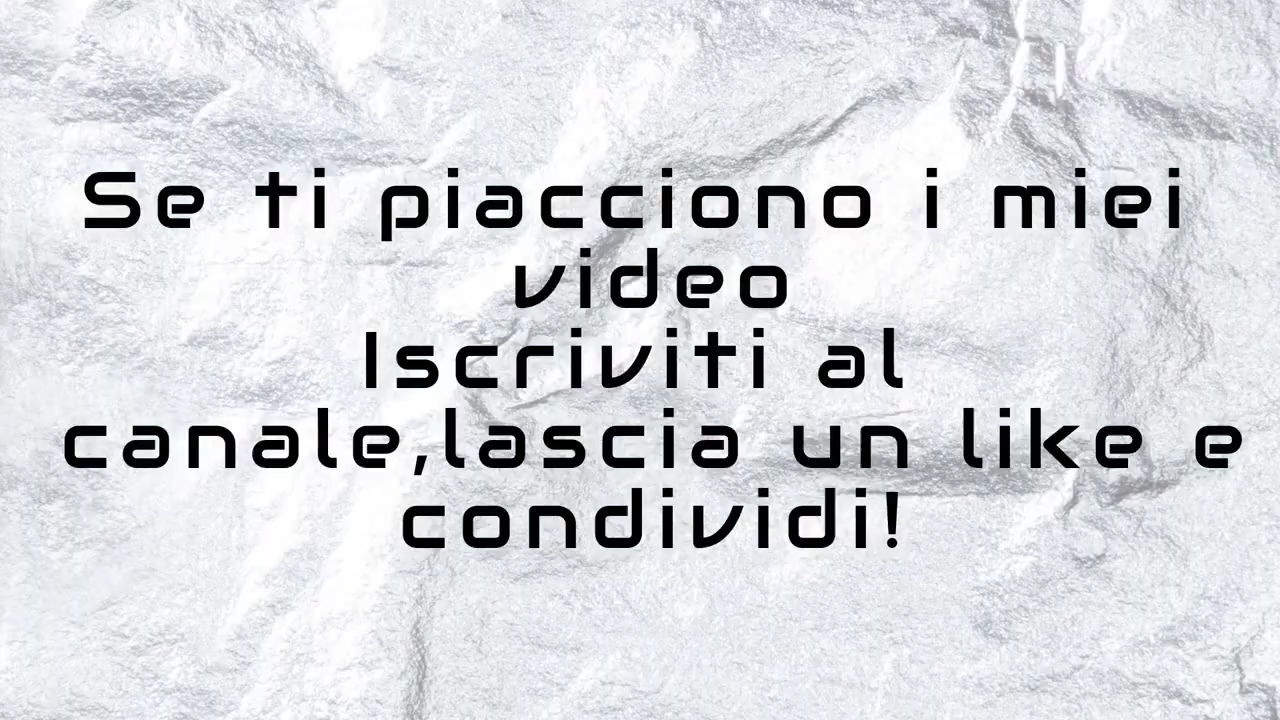 Se ti piacciono i miei
video
Iscriviti al
canale,lascia un like e
condividi!